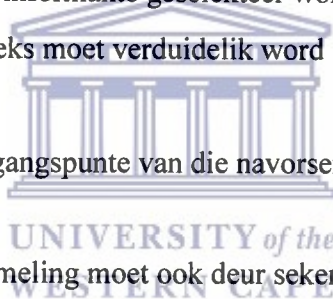 eks moet verduidelik word
gangspunte van die navorse
UNIVERSITY of the
meling moet ook deur seker
WESTERN CAPE